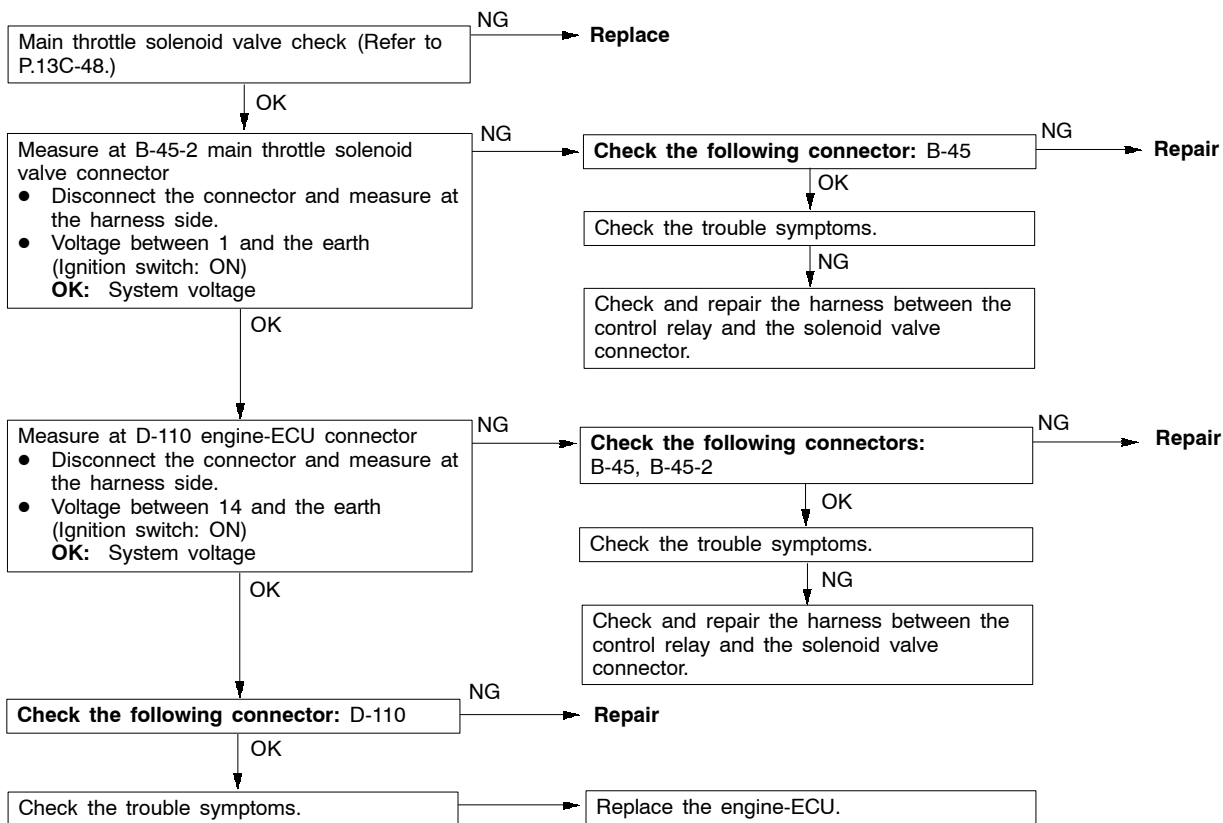 NG
Main throttle solenoid valve check (Refer to
P.13C-48.)
Replace
OK
Measure at B-45-2 main throttle solenoid
valve connector
● Disconnect the connector and measure at
the harness side.
● Voltage between 1 and the earth
(Ignition switch: ON)
OK: System voltage
NG
Check the following connector: B-45
NG
Repair
OK
Check the trouble symptoms.
NG
Check and repair the harness between the
control relay and the solenoid valve
connector.
OK
Measure at D-110 engine-ECU connector
● Disconnect the connector and measure at
the harness side.
● Voltage between 14 and the earth
(Ignition switch: ON)
OK: System voltage
NG
Check the following connectors:
B-45, B-45-2
NG
Repair
OK
Check the trouble symptoms.
NG
Check and repair the harness between the
control relay and the solenoid valve
connector.
OK
Check the following connector: D-110
NG
Repair
OK
Check the trouble symptoms.
Replace the engine-ECU.